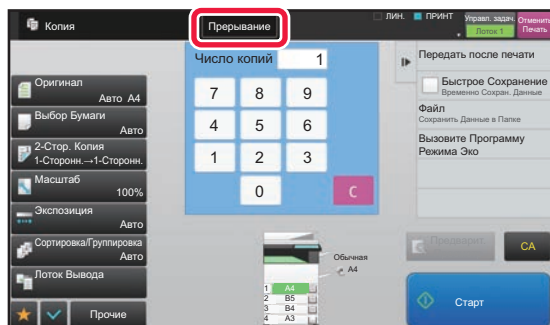 Копия
Прерывание
ЛИН.
ПРИНТ
Управл. задач.
Лоток 1
Отменить
Печать
Число копий 1
Оригинал
Авто A4
Выбор Бумаги
Авто
2-Стор. Копия
1-Сторонн.→1-Сторонн.
Масштаб
100%
Экспозиция
Авто
Сортировка/Группировка
Авто
Лоток Вывода
Прочие
7 8 9
4 5 6
1 2 3
0 C
Обычная
A4
1 A4
2 B5
3 B4
4 A3
Передать после печати
Быстрое Сохранение
Временно Сохран. Данные
Файл
Сохранить Данные в Папке
Вызовите Программу
Режима Эко
CA
Старт